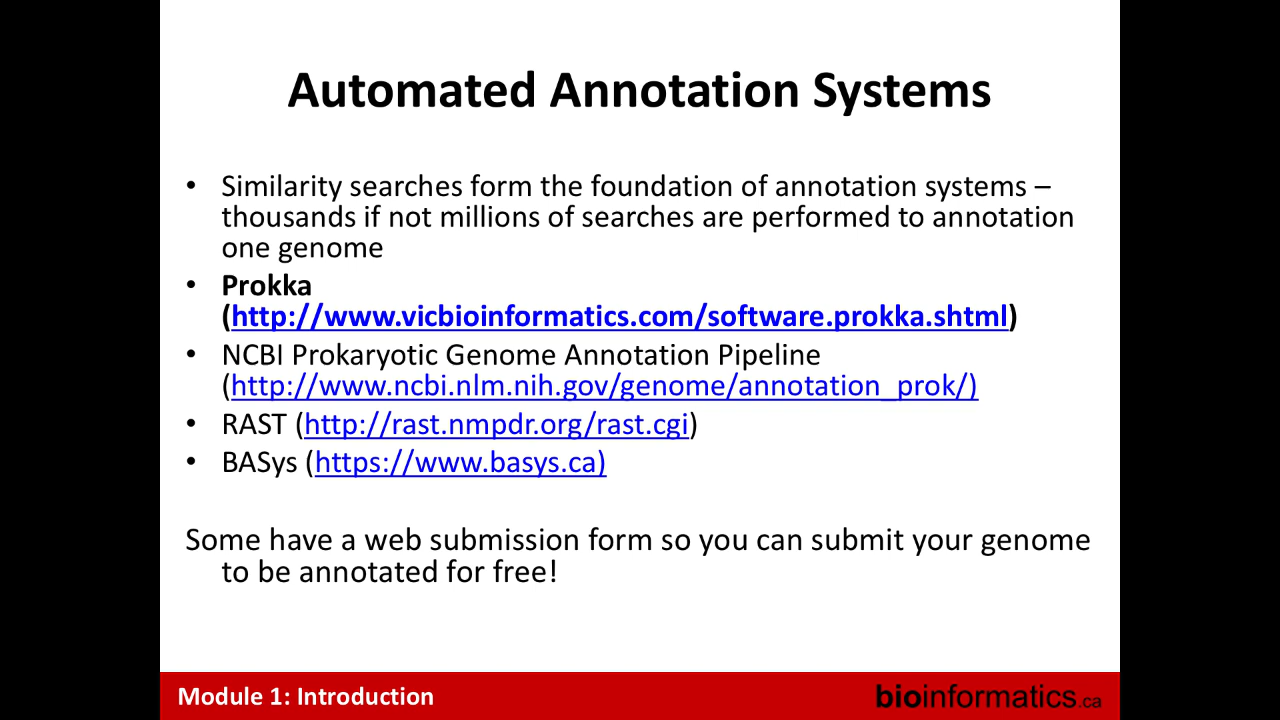 Automated Annotation Systems
• Similarity searches form the foundation of annotation systems –
thousands if not millions of searches are performed to annotation
one genome
• Prokka
(http://www.vicbioinformatics.com/software.prokka.shtml)
• NCBI Prokaryotic Genome Annotation Pipeline
(http://www.ncbi.nlm.nih.gov/genome/annotation_prok/)
• RAST (http://rast.nmpdr.org/rast.cgi)
• BASys (https://www.basys.ca)
Some have a web submission form so you can submit your genome
to be annotated for free!
Module 1: Introduction
bioinformatics.ca